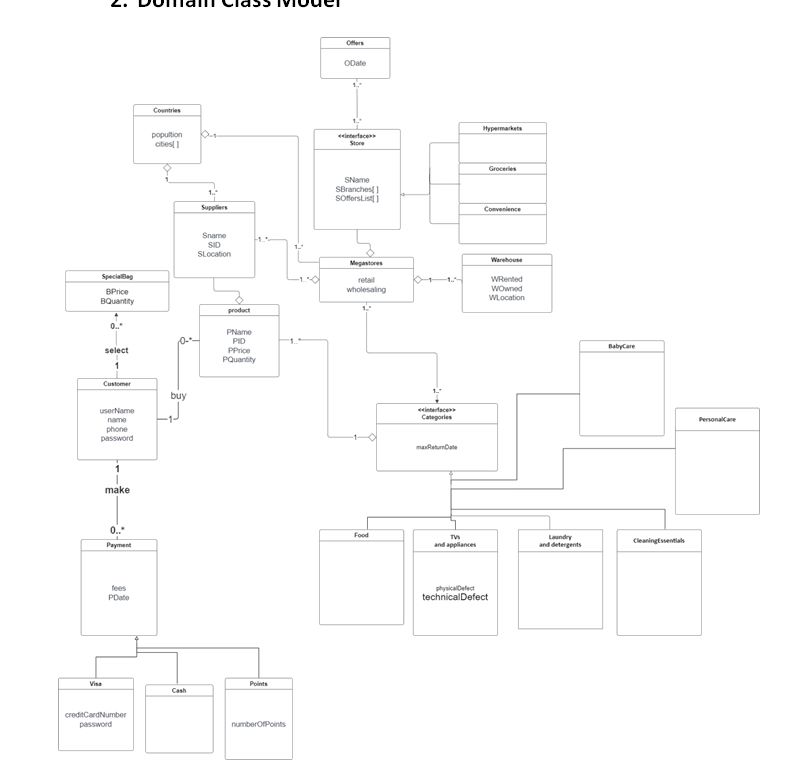 2. Domain Class Model
Offers
ODate
1..*
1..*
Countries
popultion
cities[ ]
1
1
1..*
<<interface>>
Store
SName
SBranches[ ]
SOffersList[ ]
Hypermarkets
Groceries
Convenience
Suppliers
Sname
SID
SLocation
1..*
1..*
1..*
Megastores
retail
wholesaling
1
1..*
Warehouse
WRented
WOwned
WLocation
SpecialBag
BPrice
BQuantity
0..*
select
1
product
PName
PID
PPrice
PQuantity
0-*
buy
1
1..*
1
1..*
1..*
Customer
userName
name
phone
password
<<interface>>
Categories
maxReturnDate
BabyCare
PersonalCare
1
make
0..*
Payment
fees
PDate
Food
TVs
and appliances
physicalDefect
technicalDefect
Laundry
and detergents
CleaningEssentials
Visa
creditCardNumber
password
Cash
Points
numberOfPoints